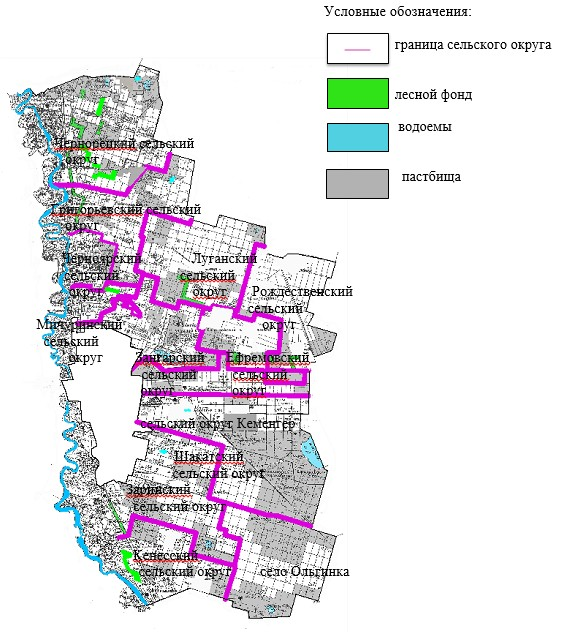 Условные обозначения:
граница сельского округа
лесной фонд
водоемы
пастбища
Чернорецкий сельский
округ
Григорьевский сельский
округ
Черноярский
сельский
округ
Луганский
сельский
округ
Рождественский
сельский
округ
Мичуринский
сельский
округ
Зангарский
сельский
округ
Ефремовский
сельский
округ
сельский округ Кеменгер
Шакатский
сельский округ
Заринский
сельский округ
Кенесский
сельский округ
село Ольгинка